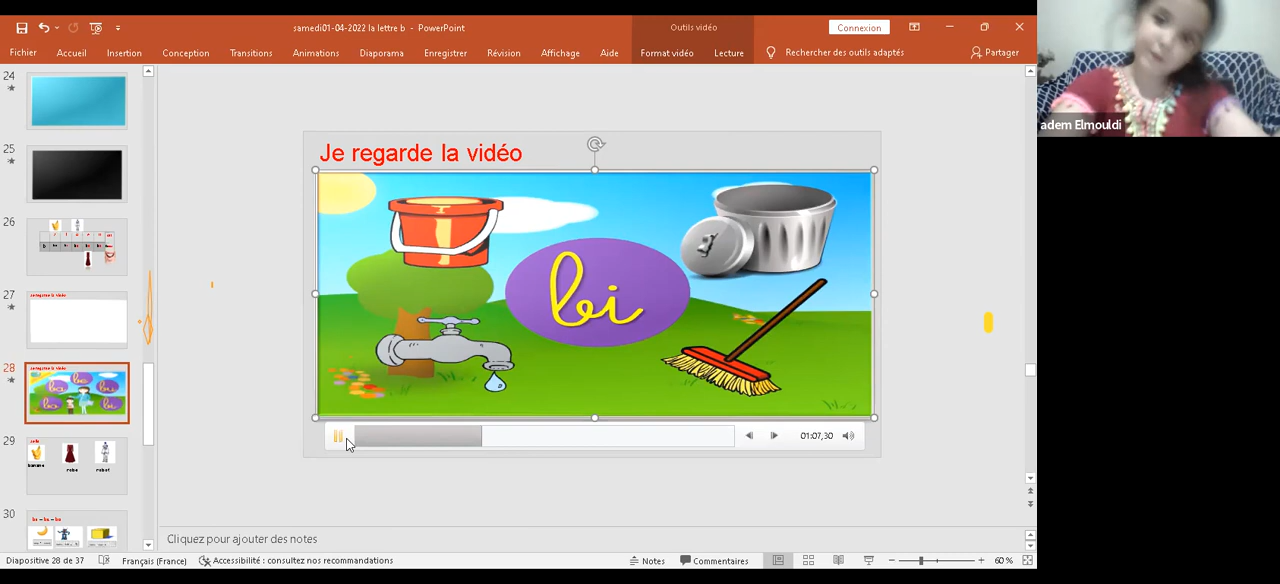 samedi01-04-2022 la lettre b - PowerPoint
Outils vidéo
Connexion
Fichier Accueil Insertion Conception Transitions Animations Diaporama Enregistrer Révision Affichage Aide Format vidéo Lecture Rechercher des outils adaptés Partager
adem Elmouldi
24
25
26
27
28
29
banane robe robot
30
Je regarde la vidéo
bi
01:07,30
Cliquez pour ajouter des notes
Diapositive 28 de 37 Français (France) Accessibilité : consultez nos recommandations Notes Commentaires 60 %